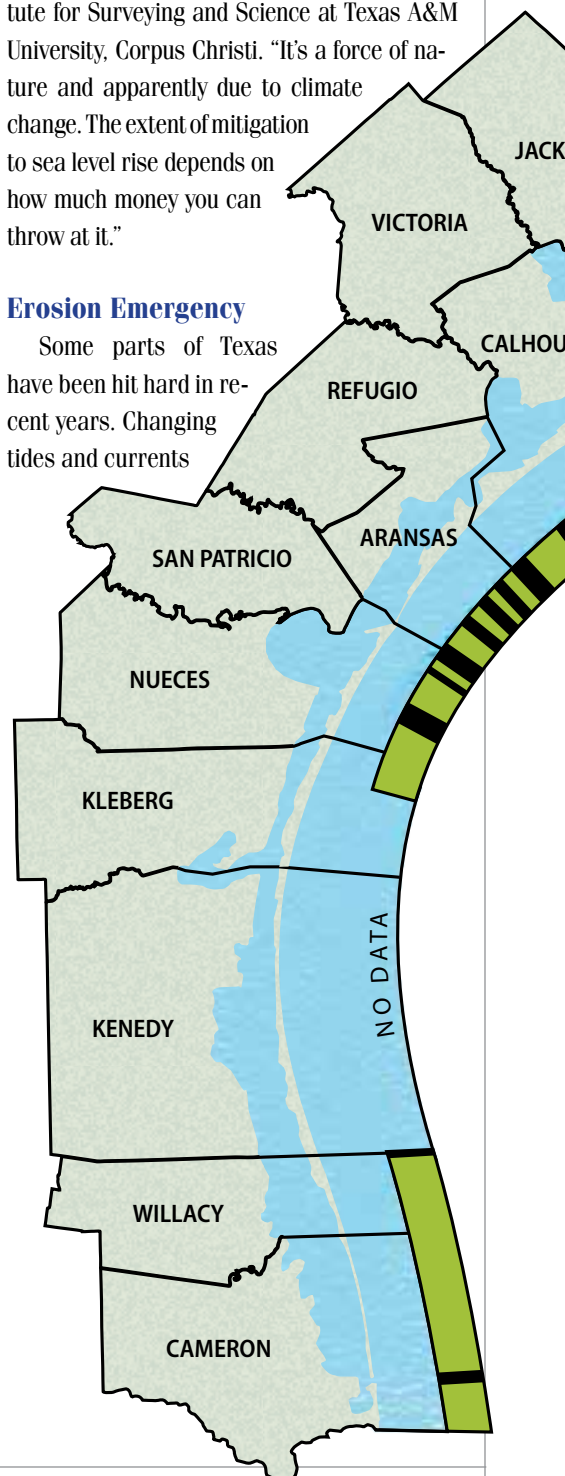 tute for Surveying and Science at Texas A&M
University, Corpus Christi. “It’s a force of na-
ture and apparently due to climate
change. The extent of mitigation
to sea level rise depends on
how much money you can
throw at it.”
Erosion Emergency
Some parts of Texas
have been hit hard in re-
cent years. Changing
tides and currents
JACK
VICTORIA
CALHOU
REFUGIO
ARANSAS
SAN PATRICIO
NUECES
KLEBERG
NO DATA
KENEDY
WILLACY
CAMERON